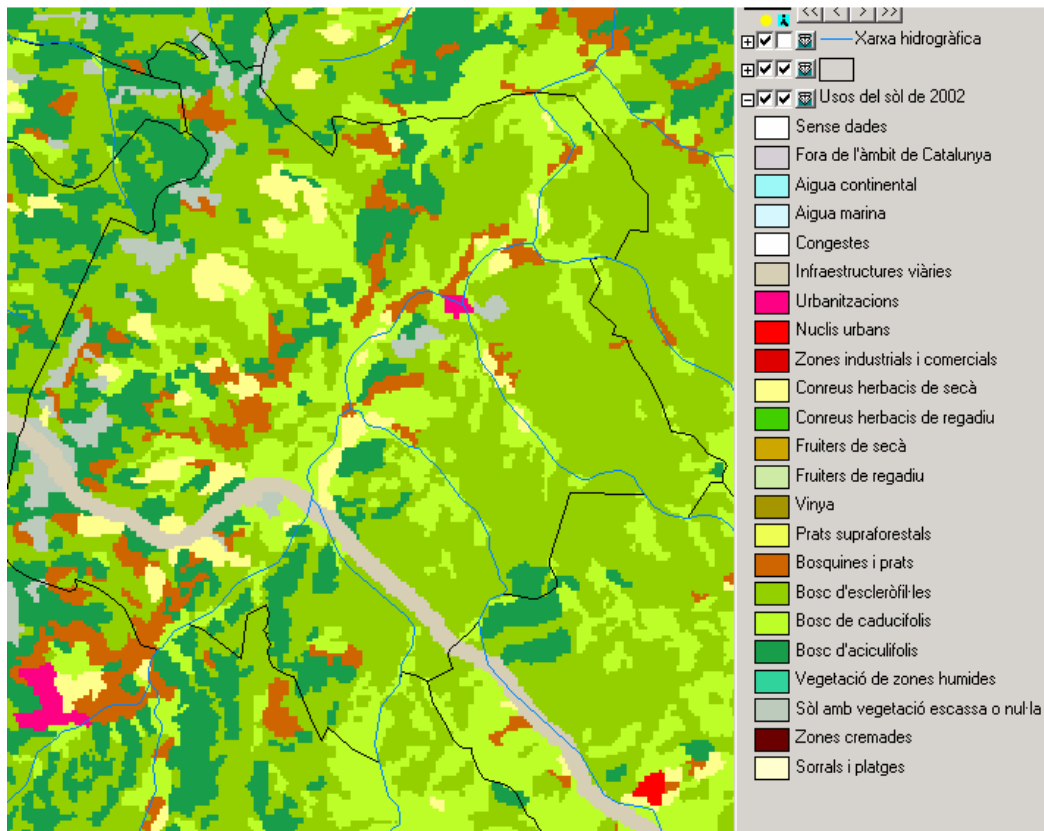 << < > >>
Xarxa hidrogràfica
Usos del sòl de 2002
Sense dades
Fora de l'àmbit de Catalunya
Aigua continental
Aigua marina
Congestes
Infraestructures viàries
Urbanitzacions
Nuclis urbans
Zones industrials i comercials
Conreus herbacis de secà
Conreus herbacis de regadiu
Fruiters de secà
Fruiters de regadiu
Vinya
Prats supraforestals
Bosquines i prats
Bosc d'escleròfil·les
Bosc de caducifolis
Bosc d'aciculifolis
Vegetació de zones humides
Sòl amb vegetació escassa o nul·la
Zones cremades
Sorrals i platges